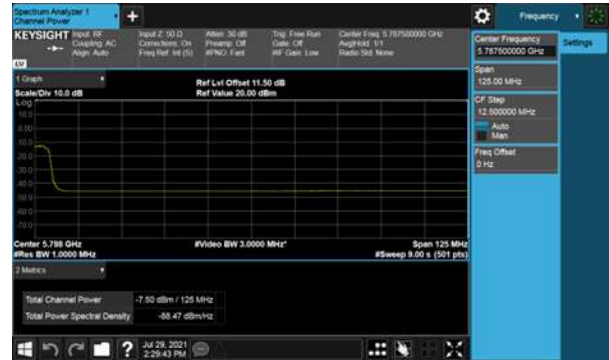 Spectrum Analyzer 1
Channel Power
Frequency
KEYSIGHT
Input: RF
Coupling: AC
Align: Auto
Input Z: 50 Ω
Corrections: On
Freq Ref: Int (S)
Atten: 30 dB
Preamp: Off
#PNO: Fast
Trig: Free Run
Gate: Off
#IF Gain: Low
Center Freq: 5.787500000 GHz
Avg|Hold: 1/1
Radio Std: None
Center Frequency
5.787500000 GHz
Settings
Span
125.00 MHz
CF Step
12.500000 MHz
Auto
Man
Freq Offset
0 Hz
1 Graph
Scale/Div 10.0 dB
Ref Lvl Offset 11.50 dB
Ref Value 20.00 dBm
Log
10.0
0.00
-10.0
-20.0
-30.0
-40.0
-50.0
-60.0
-70.0
Center 5.788 GHz
#Res BW 1.0000 MHz
#Video BW 3.0000 MHz*
Span 125 MHz
#Sweep 9.00 s (501 pts)
2 Metrics
Total Channel Power
-7.50 dBm / 125 MHz
Total Power Spectral Density
-88.47 dBm/Hz
Jul 29, 2021
2:29:43 PM